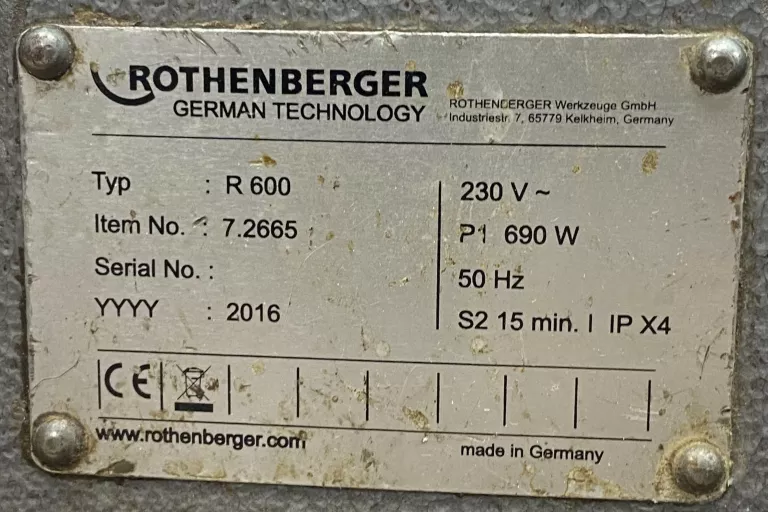 ROTHENBERGER
GERMAN TECHNOLOGY
ROTHENBERGER Werkzeuge GmbH
Industriestr. 7, 65779 Kelkheim, Germany
Typ : R 600
Item No. : 7.2665
Serial No. :
YYYY : 2016
230 V ~
P1 690 W
50 Hz
S2 15 min. I IP X4
CE
www.rothenberger.com
made in Germany